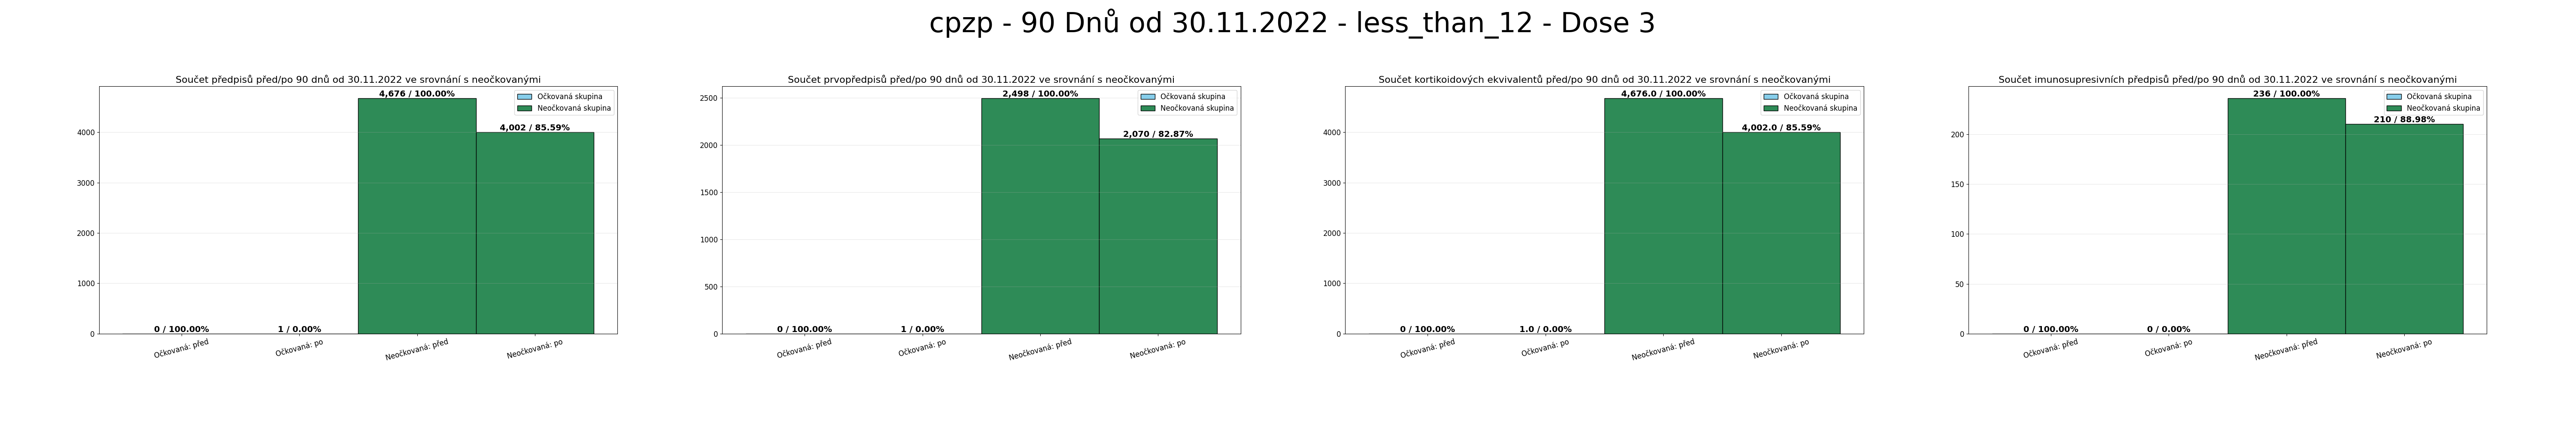 cpzp - 90 Dnů od 30.11.2022 - less_than_12 - Dose 3
Součet předpisů před/po 90 dnů od 30.11.2022 ve srovnání s neočkovanými
4,676 / 100.00%
Očkovaná skupina
Neočkovaná skupina
4,002 / 85.59%
4000
3000
2000
1000
0
0 / 100.00%
1 / 0.00%
Očkovaná: před
Očkovaná: po
Neočkovaná: před
Neočkovaná: po
Součet prvopředpisů před/po 90 dnů od 30.11.2022 ve srovnání s neočkovanými
2,498 / 100.00%
Očkovaná skupina
Neočkovaná skupina
2,070 / 82.87%
2500
2000
1500
1000
500
0
0 / 100.00%
1 / 0.00%
Očkovaná: před
Očkovaná: po
Neočkovaná: před
Neočkovaná: po
Součet kortikoidových ekvivalentů před/po 90 dnů od 30.11.2022 ve srovnání s neočkovanými
4,676.0 / 100.00%
Očkovaná skupina
Neočkovaná skupina
4,002.0 / 85.59%
4000
3000
2000
1000
0
0 / 100.00%
1.0 / 0.00%
Očkovaná: před
Očkovaná: po
Neočkovaná: před
Neočkovaná: po
Součet imunosupresivních předpisů před/po 90 dnů od 30.11.2022 ve srovnání s neočkovanými
236 / 100.00%
Očkovaná skupina
Neočkovaná skupina
210 / 88.98%
200
150
100
50
0
0 / 100.00%
0 / 0.00%
Očkovaná: před
Očkovaná: po
Neočkovaná: před
Neočkovaná: po